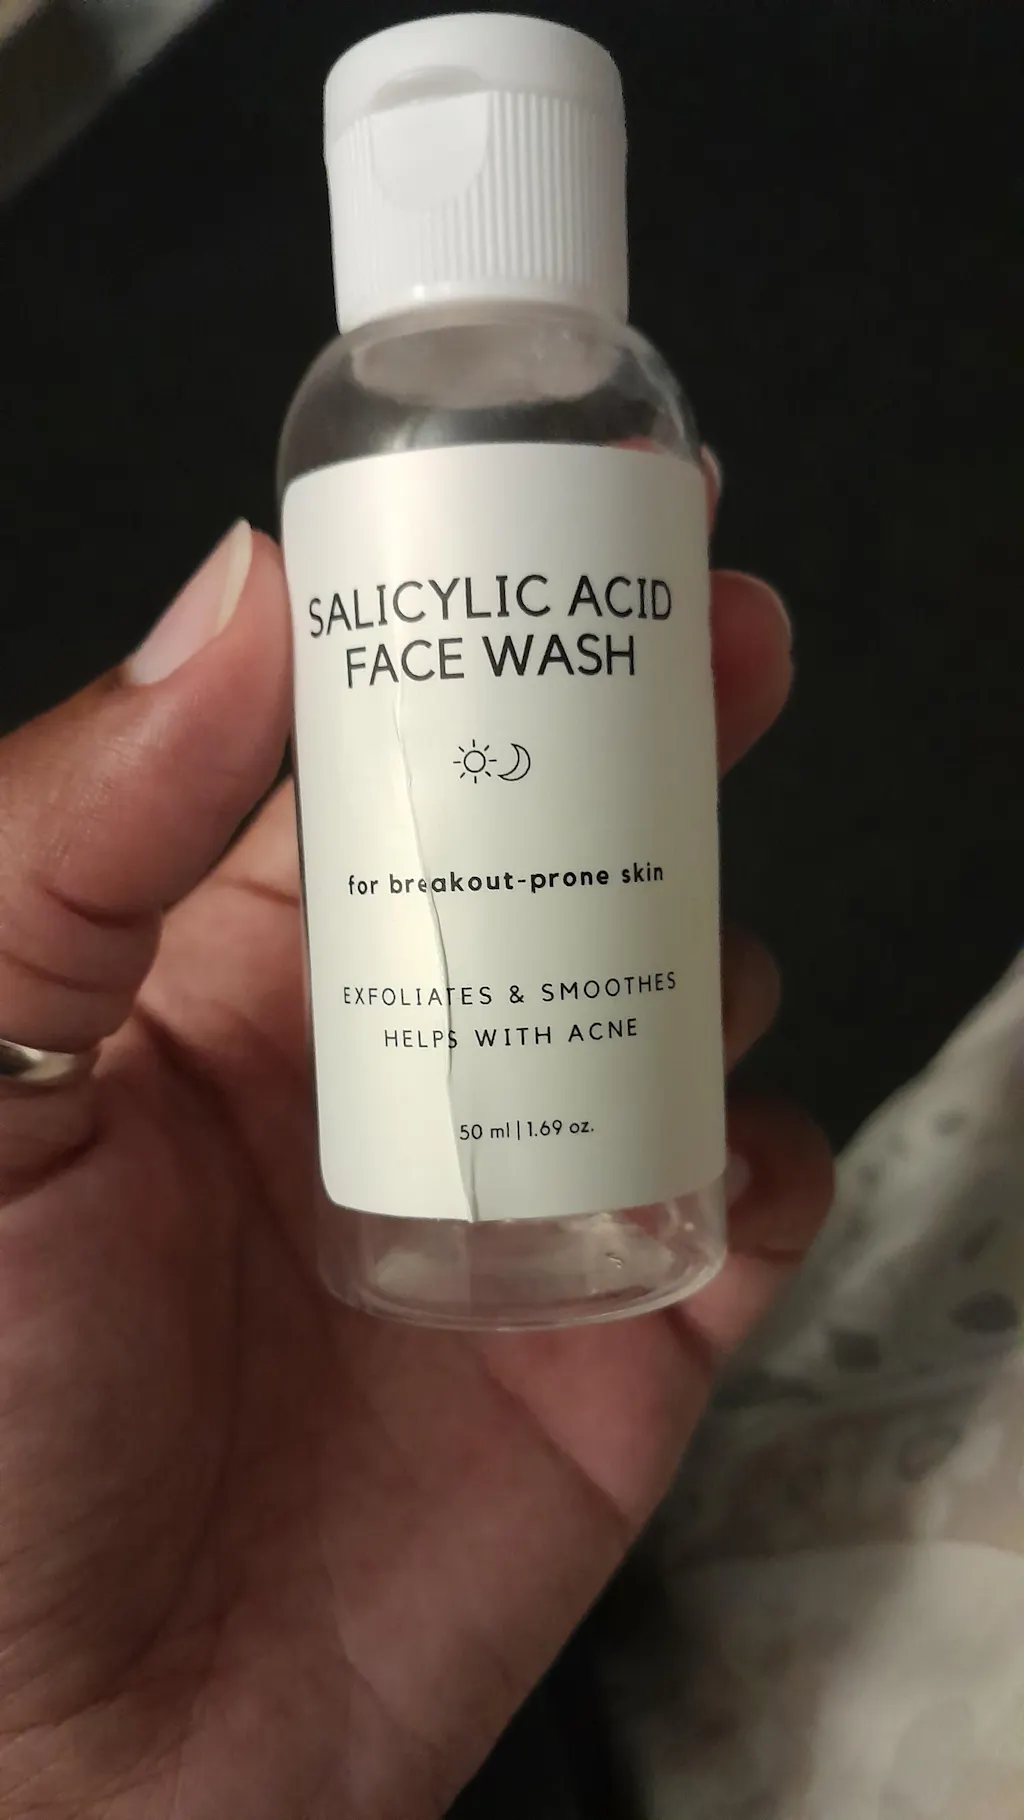 SALICYLIC ACID
FACE WASH
for breakout-prone skin
EXFOLIATES & SMOOTHES
HELPS WITH ACNE
50 ml | 1.69 oz.